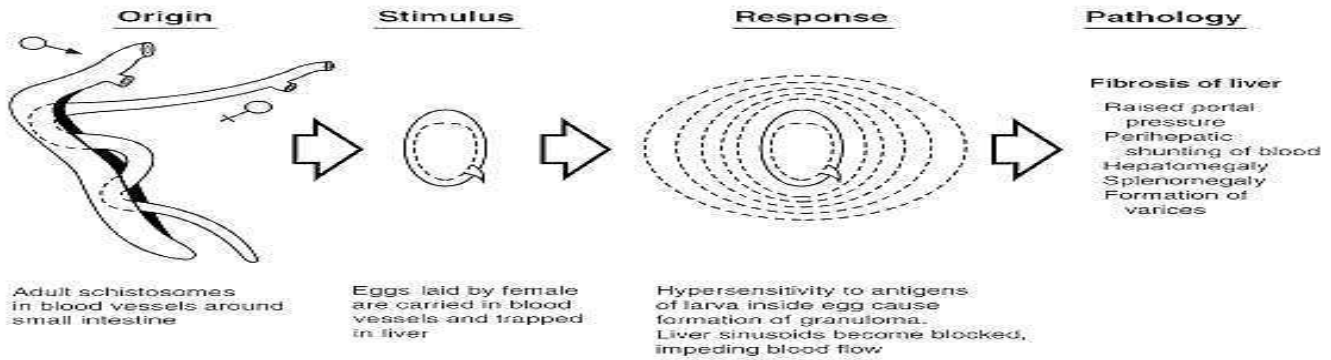 Origin
Stimulus
Response
Pathology
Fibrosis of liver
Raised portal
pressure
Perihepatic
shunting of blood
Hepatomegaly
Splenomegaly
Formation of
varices
Adult schistosomes
in blood vessels around
small intestine
Eggs laid by female
are carried in blood
vessels and trapped
in liver
Hypersensitivity to antigens
of larva inside egg cause
formation of granuloma.
Liver sinusoids become blocked,
impeding blood flow